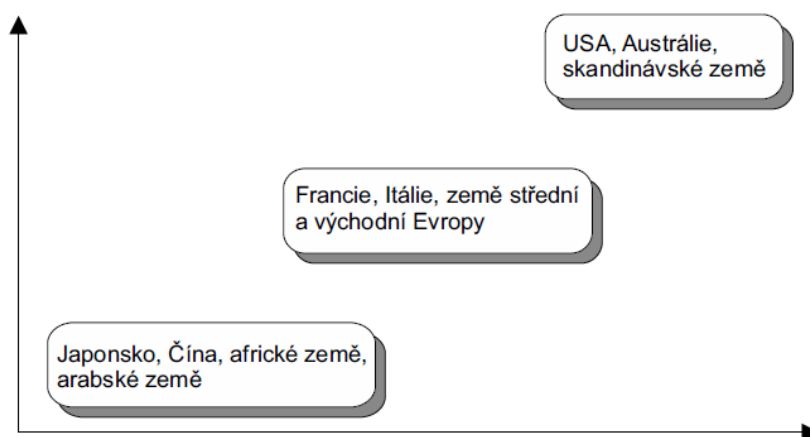 USA, Austrálie,
skandinávské země
Francie, Itálie, země střední
a východní Evropy
Japonsko, Čína, africké země,
arabské země